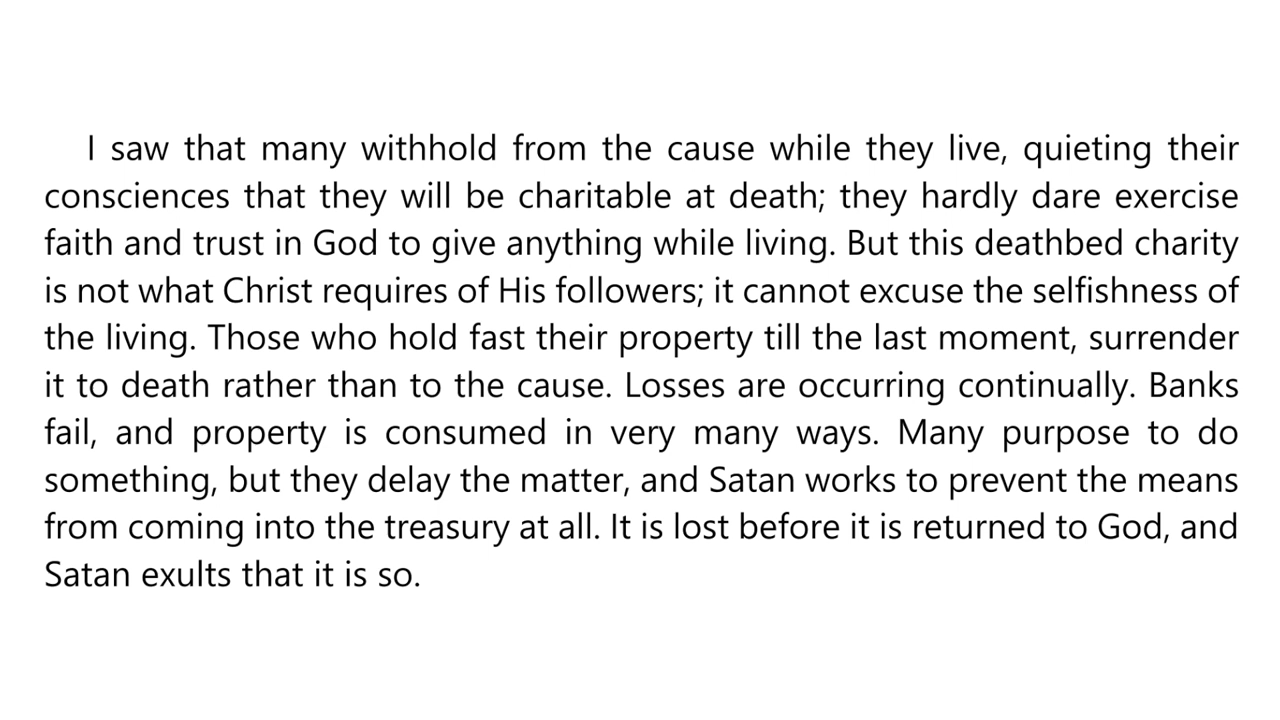 I saw that many withhold from the cause while they live, quieting their
consciences that they will be charitable at death; they hardly dare exercise
faith and trust in God to give anything while living. But this deathbed charity
is not what Christ requires of His followers; it cannot excuse the selfishness of
the living. Those who hold fast their property till the last moment, surrender
it to death rather than to the cause. Losses are occurring continually. Banks
fail, and property is consumed in very many ways. Many purpose to do
something, but they delay the matter, and Satan works to prevent the means
from coming into the treasury at all. It is lost before it is returned to God, and
Satan exults that it is so.